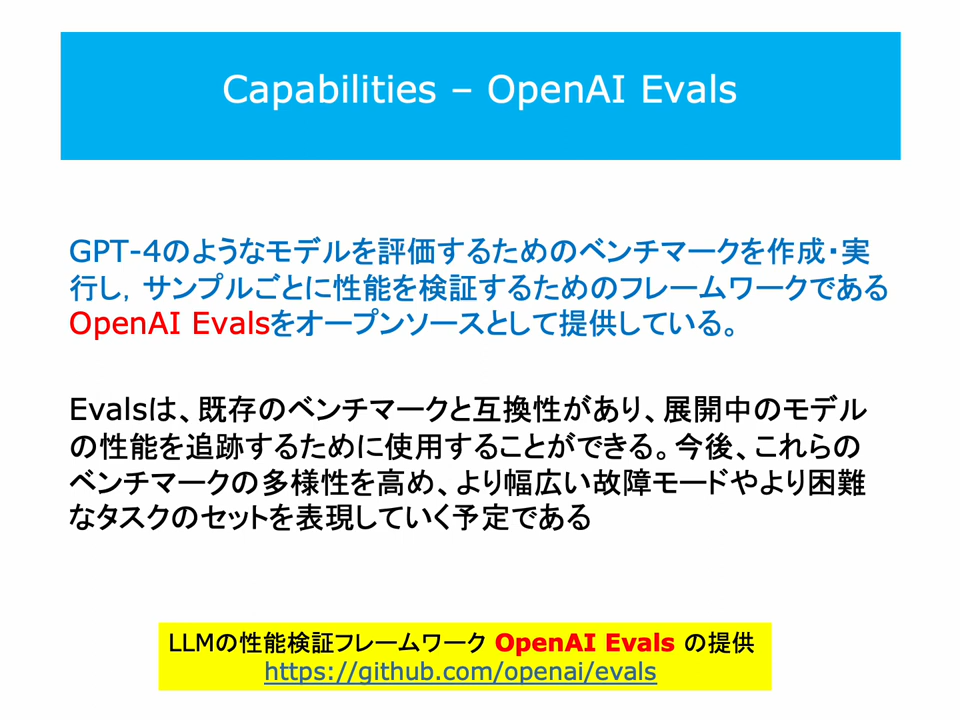 Capabilities – OpenAI Evals
GPT-4のようなモデルを評価するためのベンチマークを作成・実
行し，サンプルごとに性能を検証するためのフレームワークである
OpenAI Evalsをオープンソースとして提供している。
Evalsは、既存のベンチマークと互換性があり、展開中のモデル
の性能を追跡するために使用することができる。今後、これらの
ベンチマークの多様性を高め、より幅広い故障モードやより困難
なタスクのセットを表現していく予定である
LLMの性能検証フレームワーク OpenAI Evals の提供
https://github.com/openai/evals